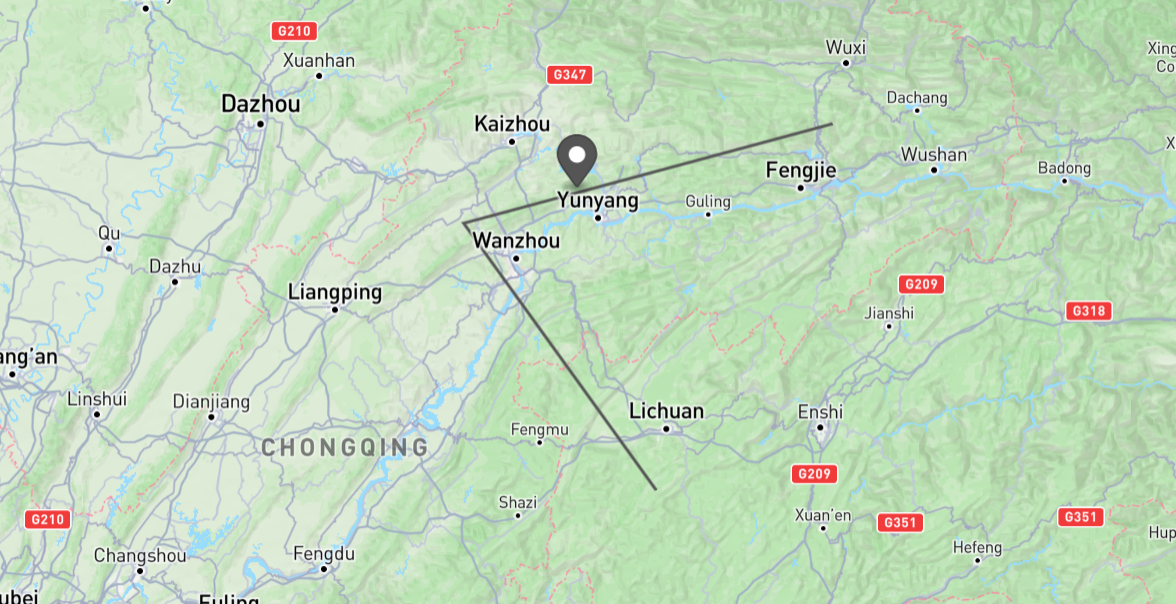 G210
Xuanhan
Wuxi
Xing
Co
G347
Dachang
Dazhou
Kaizhou
Wushan
Fengjie
Badong
Yunyang
Guling
Qu
Wanzhou
Dazhu
Liangping
G209
Jianshi
G318
ang'an
Linshui
Dianjiang
Lichuan
Enshi
Fengmu
CHONGQING
G209
Shazi
Xuan'en
G351
G351
G210
Hup
Changshou
Fengdu
Hefeng
ubei
Fuling